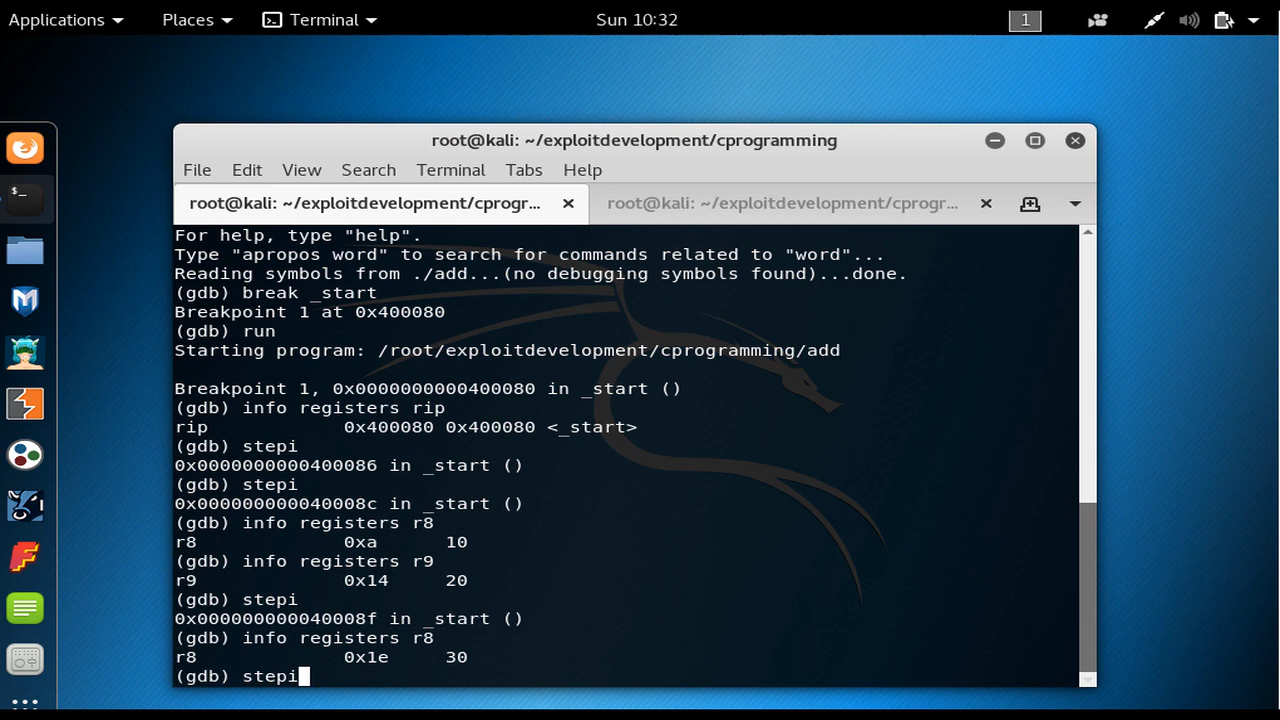 Applications Places Terminal Sun 10:32 1
root@kali: ~/exploitdevelopment/cprogramming
File Edit View Search Terminal Tabs Help
root@kali: ~/exploitdevelopment/cprogr... root@kali: ~/exploitdevelopment/cprogr...
For help, type "help".
Type "apropos word" to search for commands related to "word"...
Reading symbols from ./add...(no debugging symbols found)...done.
(gdb) break _start
Breakpoint 1 at 0x400080
(gdb) run
Starting program: /root/exploitdevelopment/cprogramming/add
Breakpoint 1, 0x0000000000400080 in _start ()
(gdb) info registers rip
rip 0x400080 0x400080 <_start>
(gdb) stepi
0x0000000000400086 in _start ()
(gdb) stepi
0x000000000040008c in _start ()
(gdb) info registers r8
r8 0xa 10
(gdb) info registers r9
r9 0x14 20
(gdb) stepi
0x000000000040008f in _start ()
(gdb) info registers r8
r8 0x1e 30
(gdb) stepi